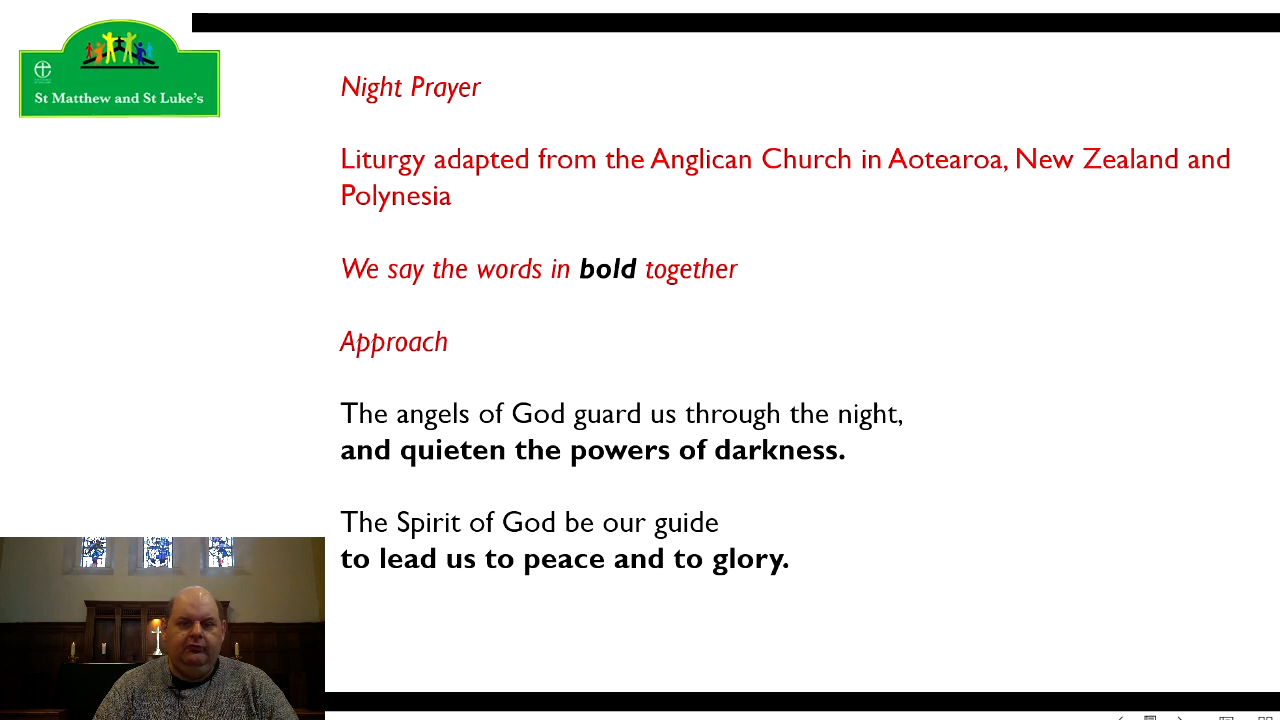 St Matthew and St Luke's
Night Prayer
Liturgy adapted from the Anglican Church in Aotearoa, New Zealand and
Polynesia
We say the words in bold together
Approach
The angels of God guard us through the night,
and quieten the powers of darkness.
The Spirit of God be our guide
to lead us to peace and to glory.